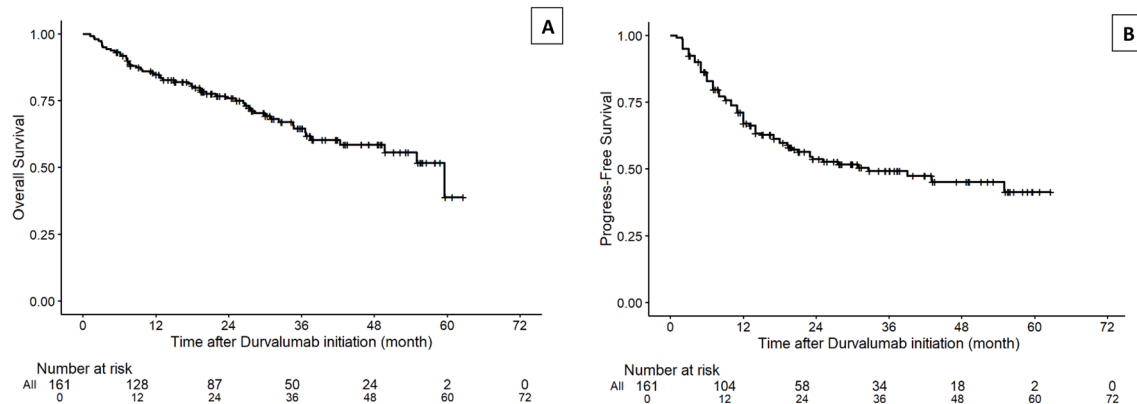 A
Overall Survival
1.00
0.75
0.50
0.25
0.00
0 12 24 36 48 60 72
Time after Durvalumab initiation (month)
Number at risk
All 161 128 87 50 24 2 0
0 12 24 36 48 60 72
B
Progress-Free Survival
1.00
0.75
0.50
0.25
0.00
0 12 24 36 48 60 72
Time after Durvalumab initiation (month)
Number at risk
All 161 104 58 34 18 2 0
0 12 24 36 48 60 72